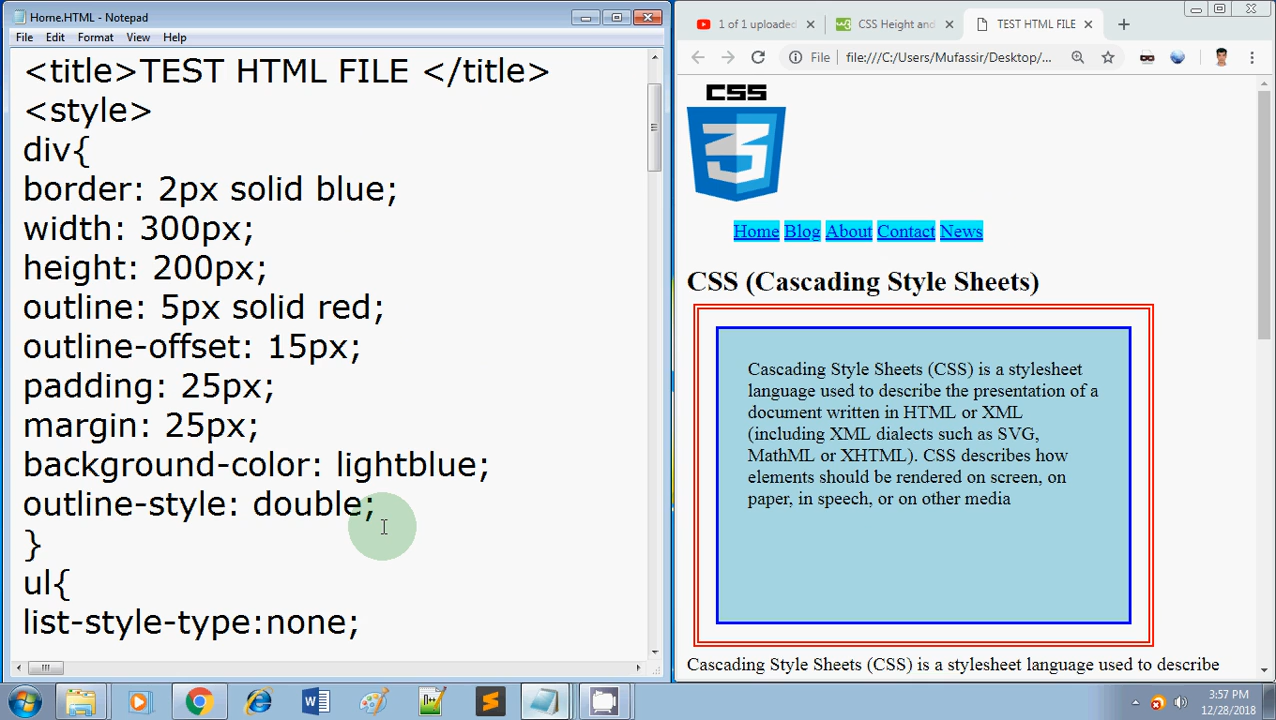 Horne.HTML - Notepad
File Edit Format View Help
<title>TEST HTML FILE </title>
<style>
div{
border: 2px solid blue;
width: 300px;
height: 200px;
outline: 5px solid red;
outline-offset: 15px;
padding: 25px;
margin: 25px;
background-color: lightblue;
outline-style: double;
}
ul{
list-style-type:none;
1 of 1 uploaded
CSS Height and
TEST HTML FILE
File file:///C:/Users/Mufassir/Desktop/...
CSS
3
Home Blog About Contact News
CSS (Cascading Style Sheets)
Cascading Style Sheets (CSS) is a stylesheet
language used to describe the presentation of a
document written in HTML or XML
(including XML dialects such as SVG,
MathML or XHTML). CSS describes how
elements should be rendered on screen, on
paper, in speech, or on other media
Cascading Style Sheets (CSS) is a stylesheet language used to describe
3:57 PM
12/28/2018